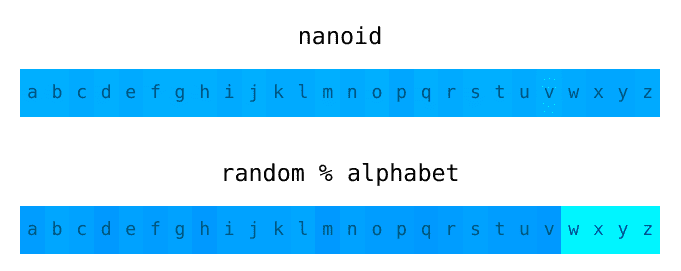 nanoid
a b c d e f g h i j k l m n o p q r s t u v w x y z
random % alphabet
a b c d e f g h i j k l m n o p q r s t u v w x y z